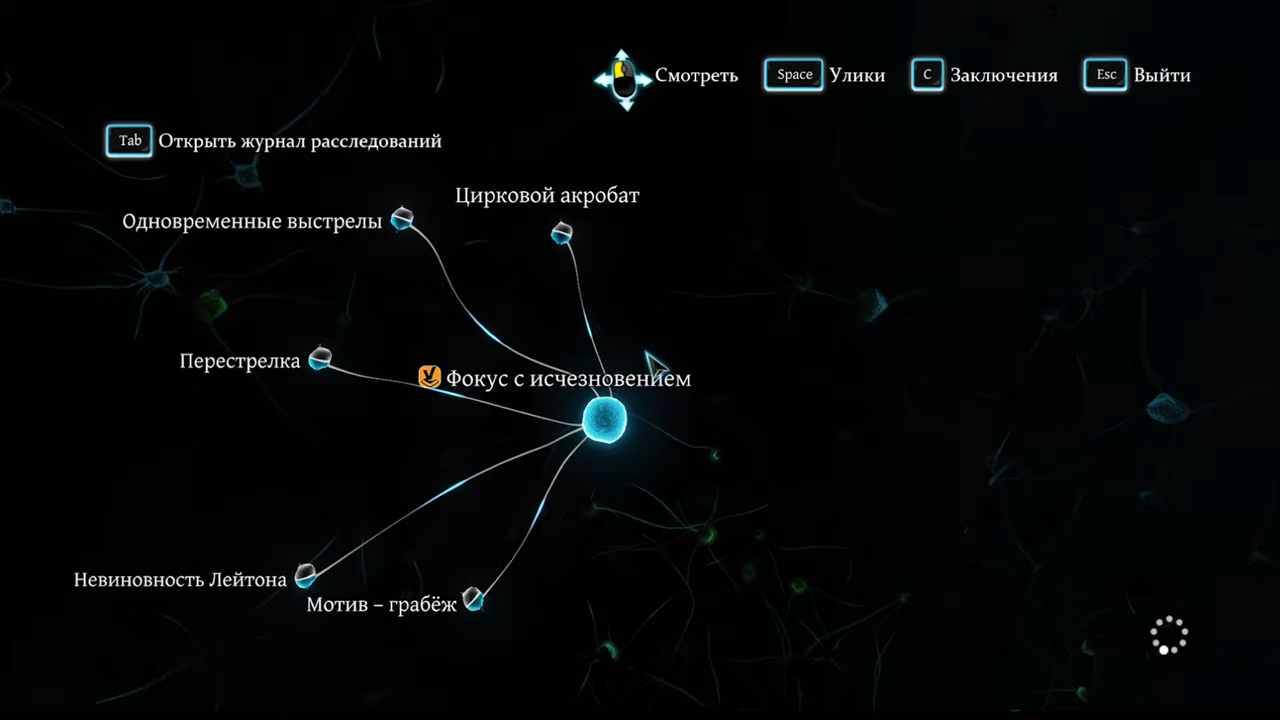 Смотреть
Space Улики
C Заключения
Esc Выйти
Tab Открыть журнал расследований
Цирковой акробат
Одновременные выстрелы
Перестрелка
Фокус с исчезновением
Невиновность Лейтона
Мотив – грабёж